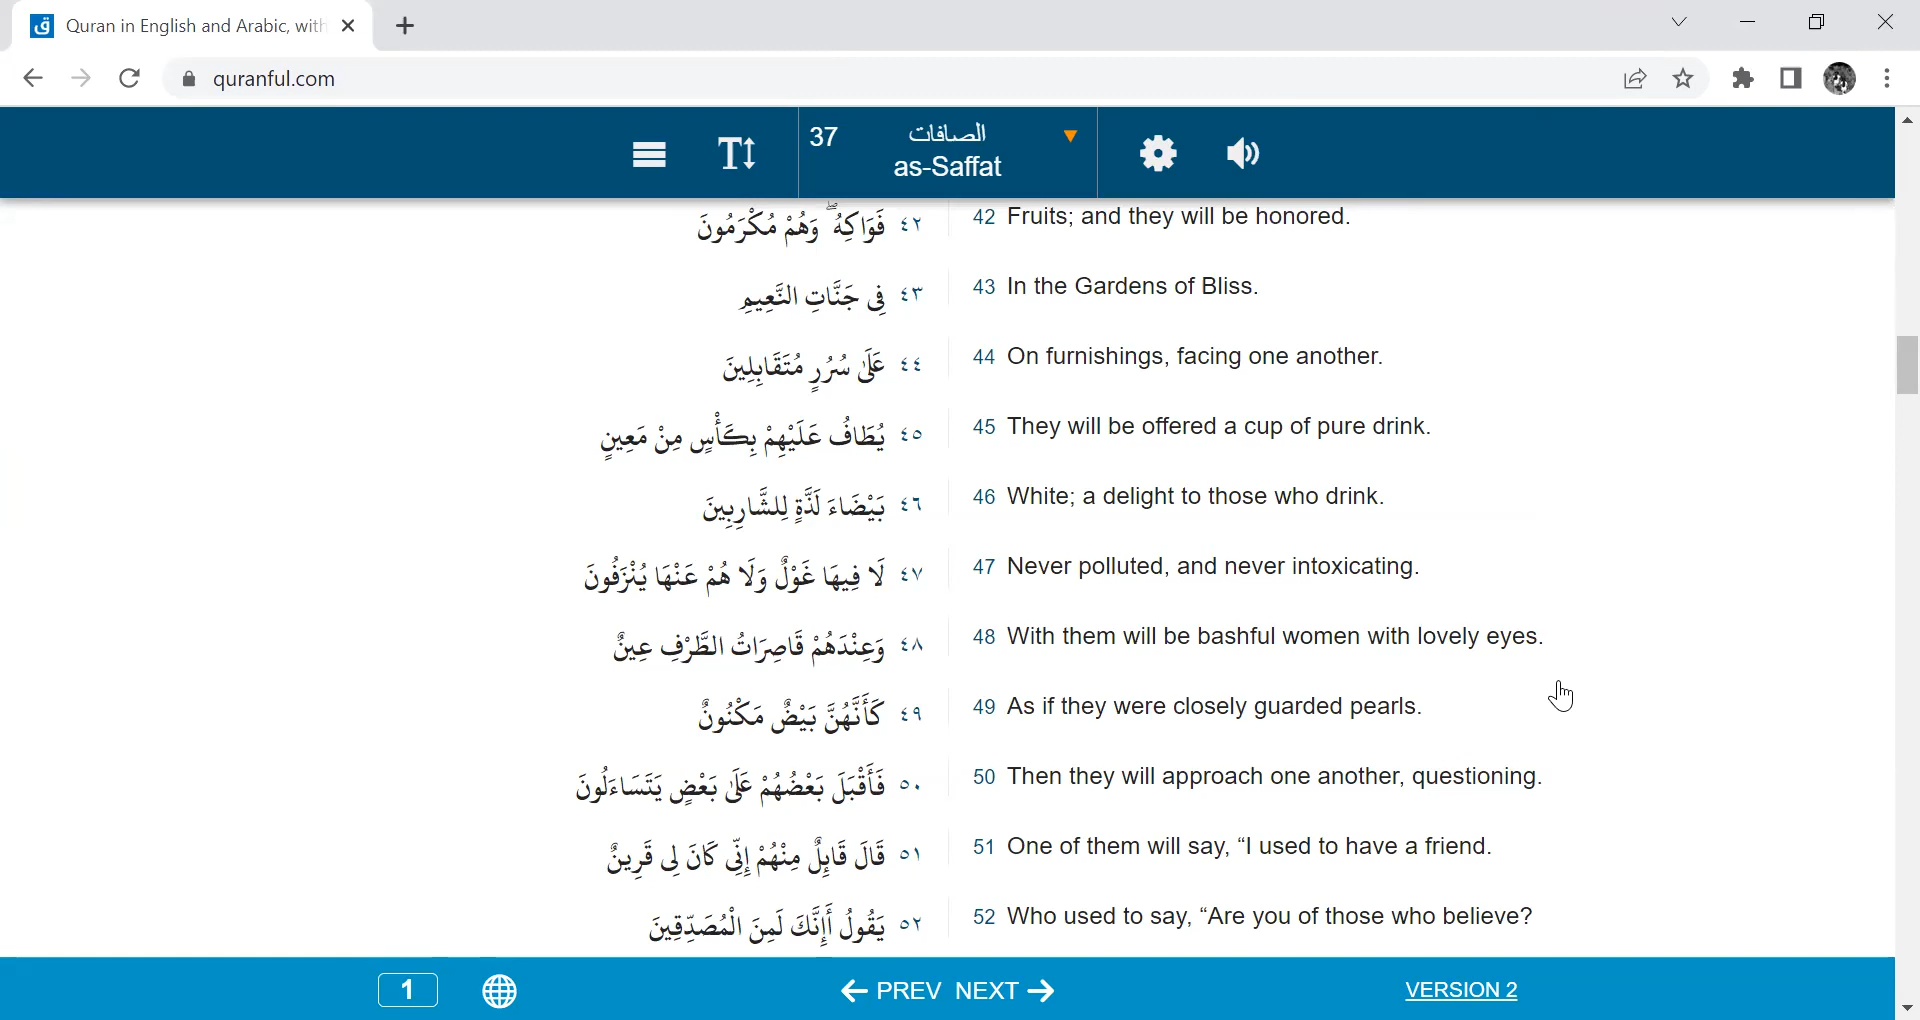 Quran in English and Arabic, with
quranful.com
37
الصافات
as-Saffat
٤٢ فَوَاكِهُ ۖ وَهُمْ مُكْرَمُونَ
42 Fruits; and they will be honored.
٤٣ فِي جَنَّاتِ النَّعِيمِ
43 In the Gardens of Bliss.
٤٤ عَلَىٰ سُرُرٍ مُتَقَابِلِينَ
44 On furnishings, facing one another.
٤٥ يُطَافُ عَلَيْهِمْ بِكَأْسٍ مِنْ مَعِينٍ
45 They will be offered a cup of pure drink.
٤٦ بَيْضَاءَ لَذَّةٍ لِلشَّارِبِينَ
46 White; a delight to those who drink.
٤٧ لَا فِيهَا غَوْلٌ وَلَا هُمْ عَنْهَا يُنْزَفُونَ
47 Never polluted, and never intoxicating.
٤٨ وَعِنْدَهُمْ قَاصِرَاتُ الطَّرْفِ عِينٌ
48 With them will be bashful women with lovely eyes.
٤٩ كَأَنَّهُنَّ بَيْضٌ مَكْنُونٌ
49 As if they were closely guarded pearls.
٥٠ فَأَقْبَلَ بَعْضُهُمْ عَلَىٰ بَعْضٍ يَتَسَاءَلُونَ
50 Then they will approach one another, questioning.
٥١ قَالَ قَائِلٌ مِنْهُمْ إِنِّي كَانَ لِي قَرِينٌ
51 One of them will say, “I used to have a friend.
٥٢ يَقُولُ أَإِنَّكَ لَمِنَ الْمُصَدِّقِينَ
52 Who used to say, “Are you of those who believe?
1
PREV NEXT
VERSION 2